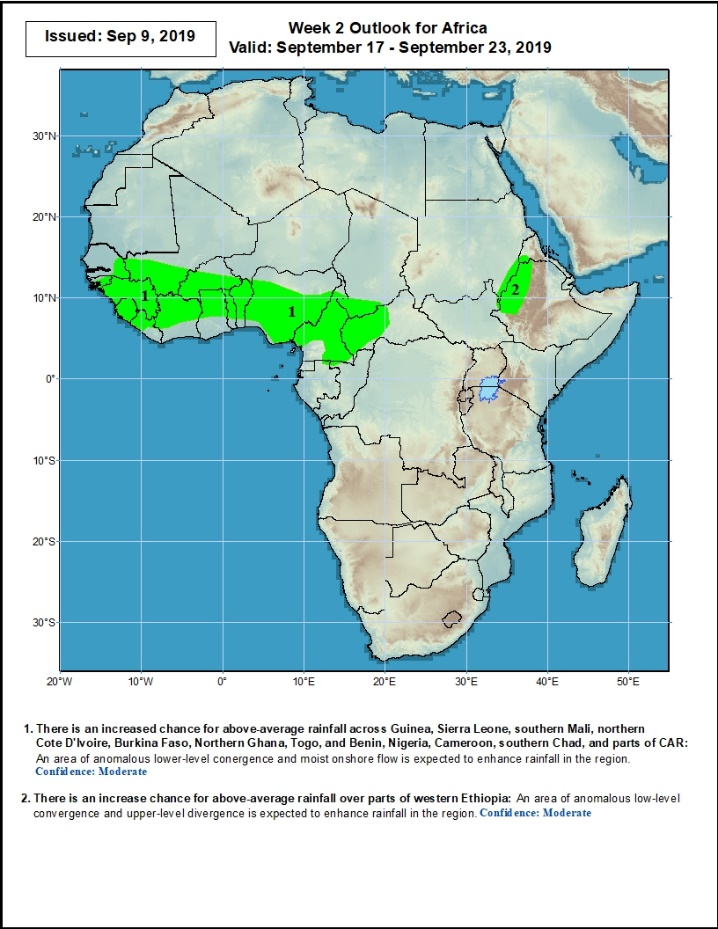 Issued: Sep 9, 2019
Week 2 Outlook for Africa
Valid: September 17 - September 23, 2019
30°N
20°N
10°N
0°
10°S
20°S
30°S
1
1
2
20°W
10°W
0°
10°E
20°E
30°E
40°E
50°E
1. There is an increased chance for above-average rainfall across Guinea, Sierra Leone, southern Mali, northern
Cote D'Ivoire, Burkina Faso, Northern Ghana, Togo, and Benin, Nigeria, Cameroon, southern Chad, and parts of CAR:
An area of anomalous lower-level conergence and moist onshore flow is expected to enhance rainfall in the region.
Confidence: Moderate
2. There is an increase chance for above-average rainfall over parts of western Ethiopia: An area of anomalous low-level
convergence and upper-level divergence is expected to enhance rainfall in the region. Confidence: Moderate